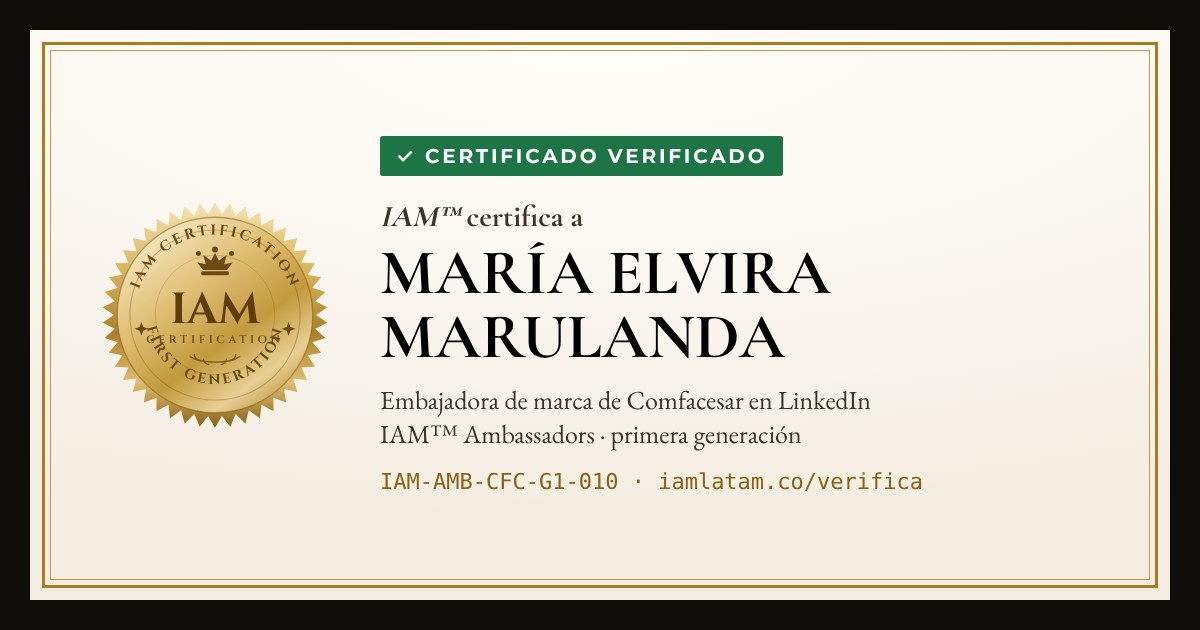 IAM CERTIFICATION
IAM
CERTIFICATION
FIRST GENERATION
✓ CERTIFICADO VERIFICADO
IAM™ certifica a
MARÍA ELVIRA
MARULANDA
Embajadora de marca de Comfacesar en LinkedIn
IAM™ Ambassadors · primera generación
IAM-AMB-CFC-G1-010 · iamlatam.co/verifica